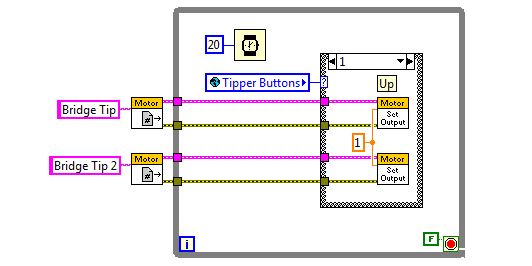 20
1
Tipper Buttons
?
Up
Bridge Tip
Motor
#
Motor
Set
Output
1
Bridge Tip 2
Motor
#
Motor
Set
Output
i
F